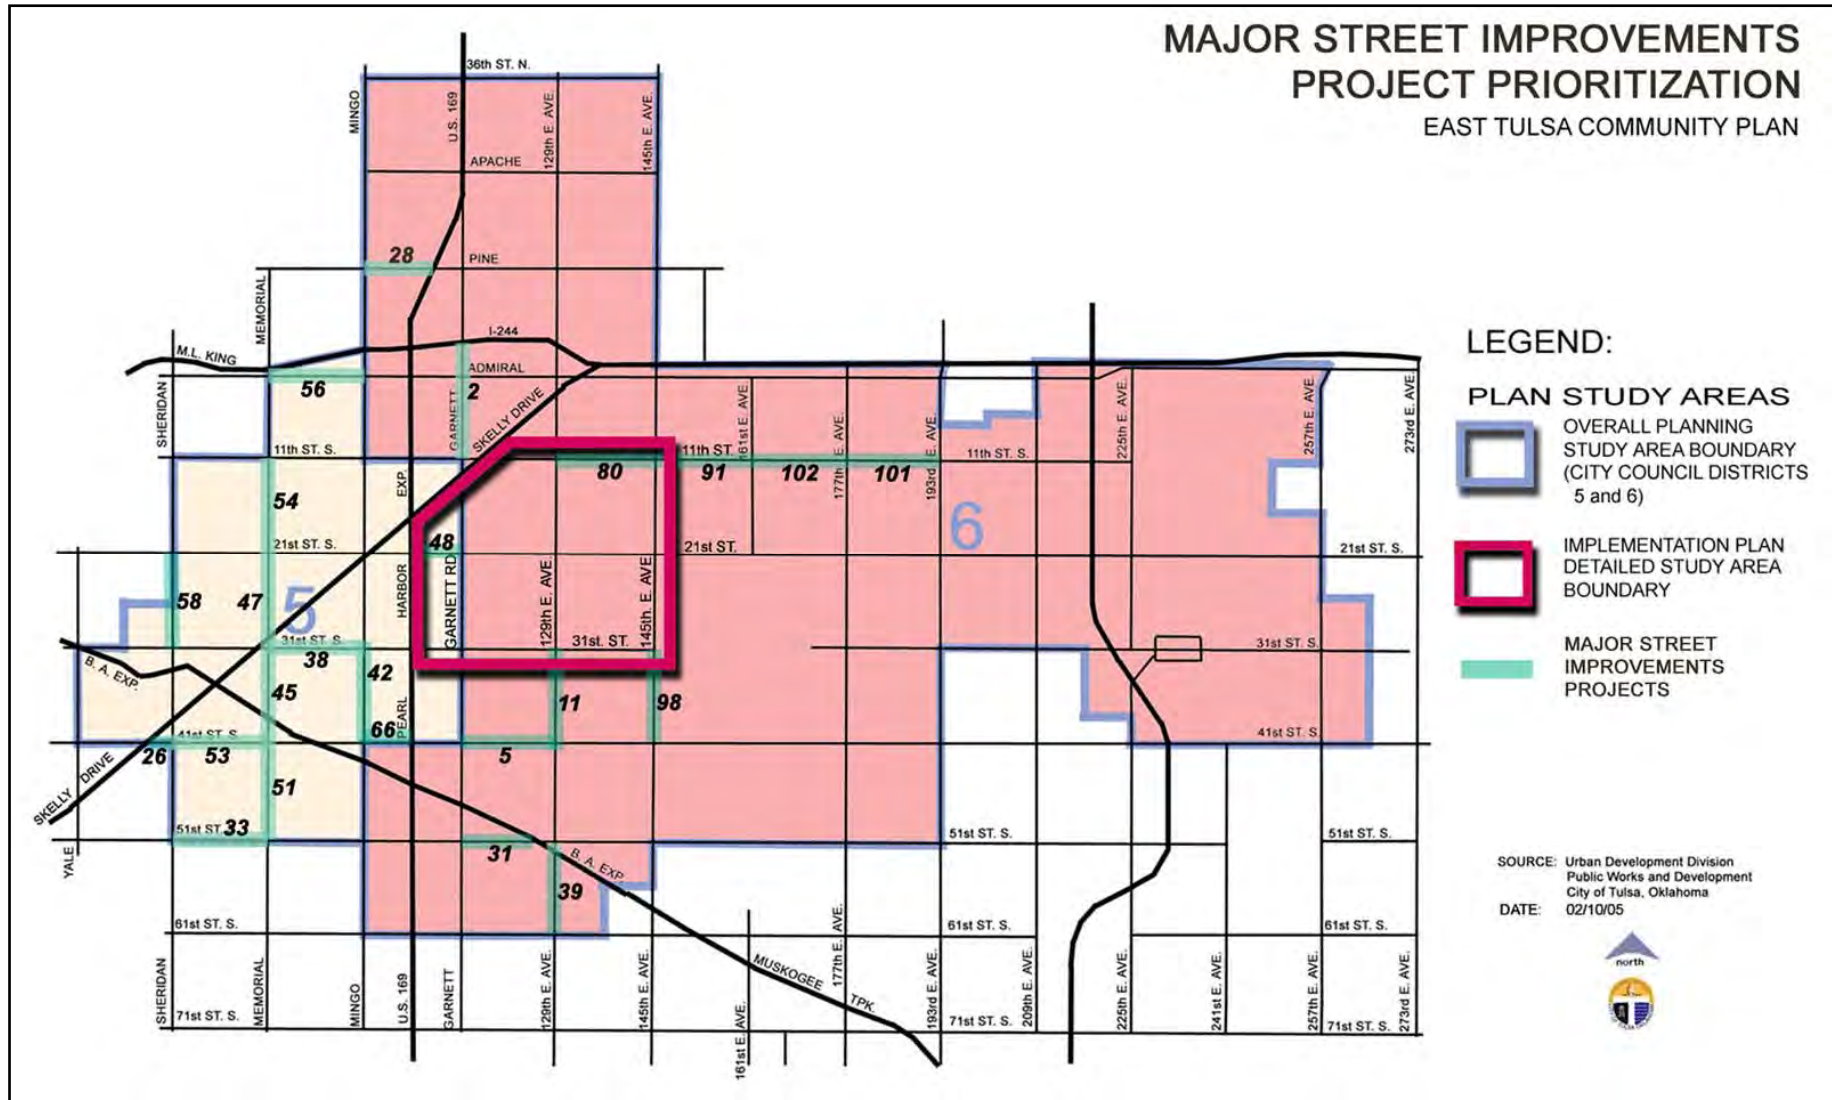 MAJOR STREET IMPROVEMENTS
PROJECT PRIORITIZATION
EAST TULSA COMMUNITY PLAN
36th ST. N.
MINGO
U.S. 169
129th E. AVE.
145th E. AVE.
APACHE
28
PINE
MEMORIAL
I-244
M.L. KING
ADMIRAL
56
2
SHERIDAN
GARNETT
SKELLY DRIVE
161st E. AVE.
177th E. AVE.
193rd E. AVE.
225th E. AVE.
257th E. AVE.
273rd E. AVE.
11th ST. S.
11th ST.
11th ST. S.
80
91
102
101
EXP.
54
6
48
21st ST. S.
21st ST.
21st ST. S.
58
47
5
HARBOR
GARNETT RD.
129th E. AVE.
145th E. AVE
31st ST. S.
31st. ST.
31st ST. S.
38
42
B. A. EXP.
45
11
98
PEARL
66
41st ST. S.
41st ST. S.
26
53
5
SKELLY
DRIVE
51
51st ST.
33
51st ST. S.
51st ST. S.
31
B. A. EXP.
39
YALE
61st ST. S.
61st ST. S.
61st ST. S.
MUSKOGEE
TPK.
SHERIDAN
MEMORIAL
MINGO
U.S. 169
GARNETT
129th E. AVE.
145th E. AVE.
161st E. AVE.
177th E. AVE.
193rd E. AVE.
209th E. AVE.
225th E. AVE.
241st E. AVE.
257th E. AVE.
273rd E. AVE.
71st ST. S.
71st ST. S.
71st ST. S.
LEGEND:
PLAN STUDY AREAS
OVERALL PLANNING
STUDY AREA BOUNDARY
(CITY COUNCIL DISTRICTS
5 and 6)
IMPLEMENTATION PLAN
DETAILED STUDY AREA
BOUNDARY
MAJOR STREET
IMPROVEMENTS
PROJECTS
SOURCE: Urban Development Division
Public Works and Development
City of Tulsa, Oklahoma
DATE: 02/10/05
north